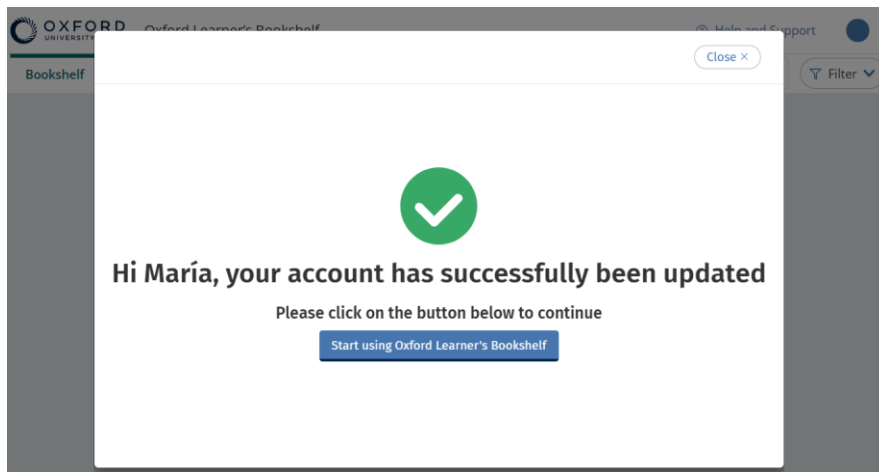 OXFORD
UNIVERSITY
Oxford Learner's Bookshelf
Help and Support
Bookshelf
Close ×
Filter
Hi María, your account has successfully been updated
Please click on the button below to continue
Start using Oxford Learner's Bookshelf